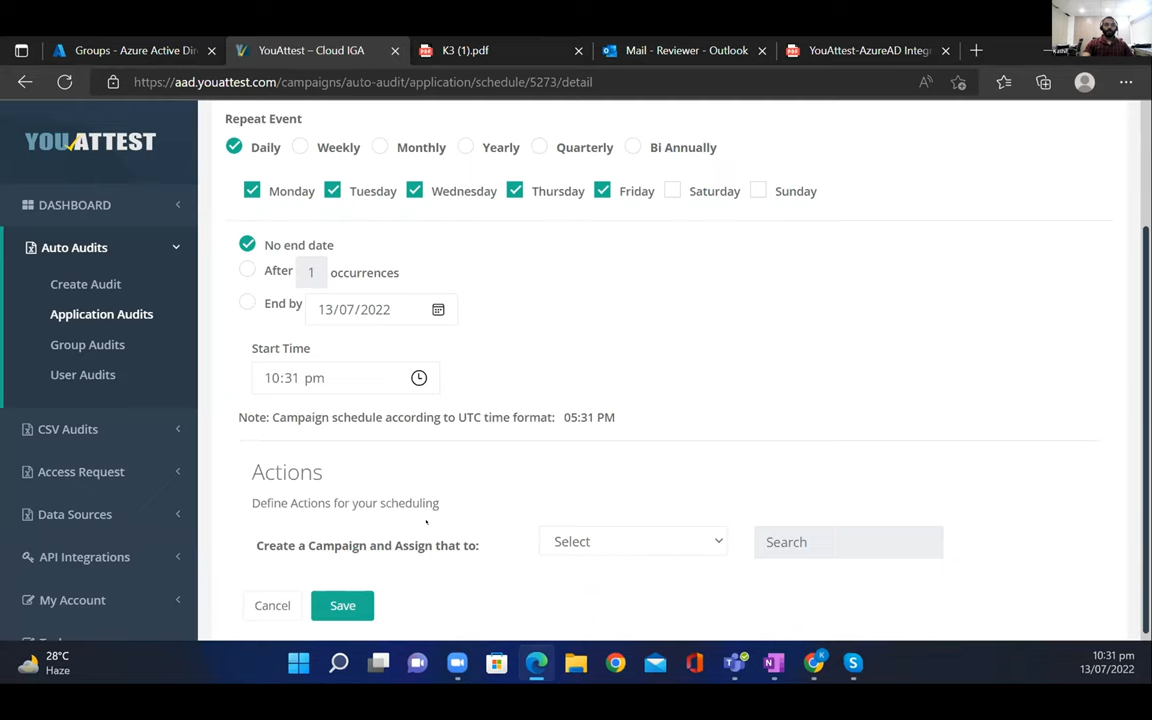 Groups - Azure Active Dir
YouAttest – Cloud IGA
K3 (1).pdf
Mail - Reviewer - Outlook
YouAttest-AzureAD Integr
https://aad.youattest.com/campaigns/auto-audit/application/schedule/5273/detail
YOUATTEST
DASHBOARD
Auto Audits
Create Audit
Application Audits
Group Audits
User Audits
CSV Audits
Access Request
Data Sources
API Integrations
My Account
Repeat Event
Daily Weekly Monthly Yearly Quarterly Bi Annually
Monday Tuesday Wednesday Thursday Friday Saturday Sunday
No end date
After 1 occurrences
End by 13/07/2022
Start Time
10:31 pm
Note: Campaign schedule according to UTC time format: 05:31 PM
Actions
Define Actions for your scheduling
Create a Campaign and Assign that to: Select Search
Cancel Save
28°C
Haze
10:31 pm
13/07/2022